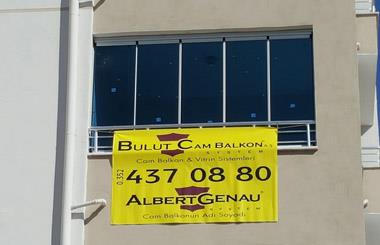 BULUT CAM BALKON A.Ş
SYSTEM
Cam Balkon & Vitrin Sistemleri
0.352 437 08 80
ALBERTGENAU®
SYSTEM
Cam Balkonun Adı Soyadı